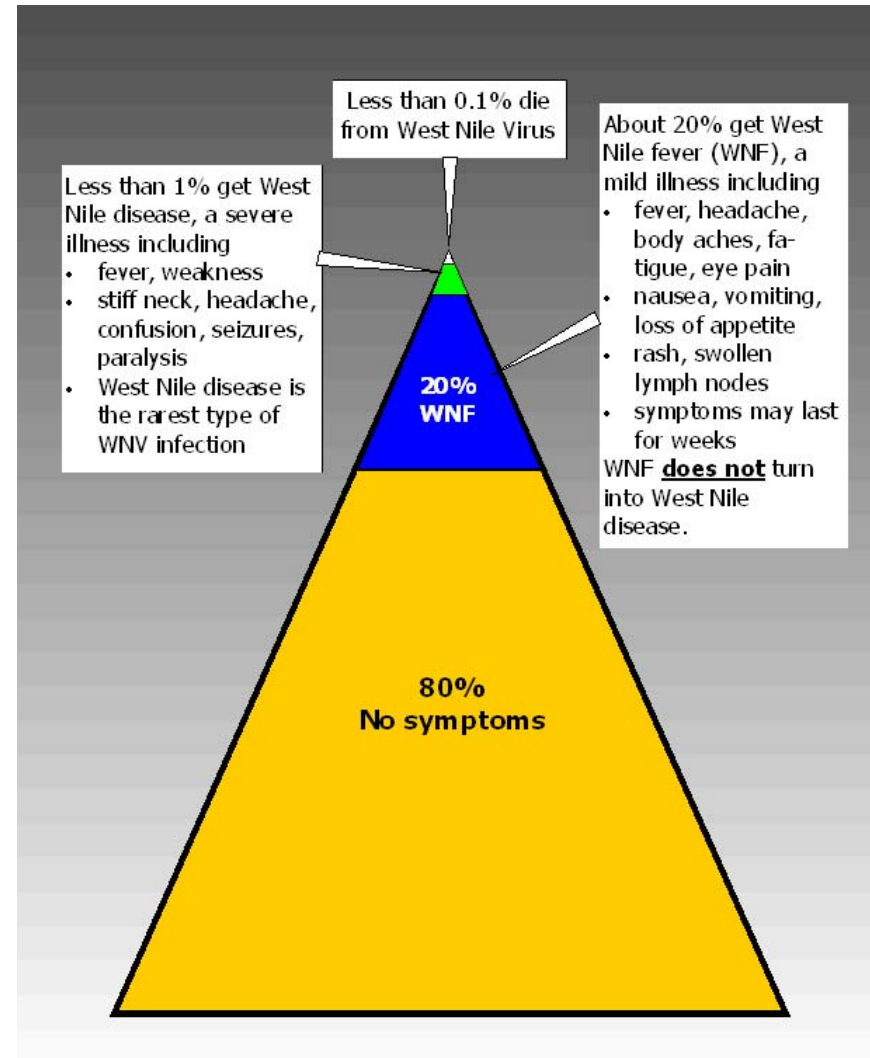 Less than 0.1% die
from West Nile Virus
Less than 1% get West
Nile disease, a severe
illness including
• fever, weakness
• stiff neck, headache,
confusion, seizures,
paralysis
• West Nile disease is
the rarest type of
WNV infection
About 20% get West
Nile fever (WNF), a
mild illness including
• fever, headache,
body aches, fa-
tigue, eye pain
• nausea, vomiting,
loss of appetite
• rash, swollen
lymph nodes
• symptoms may last
for weeks
WNF does not turn
into West Nile
disease.
20%
WNF
80%
No symptoms